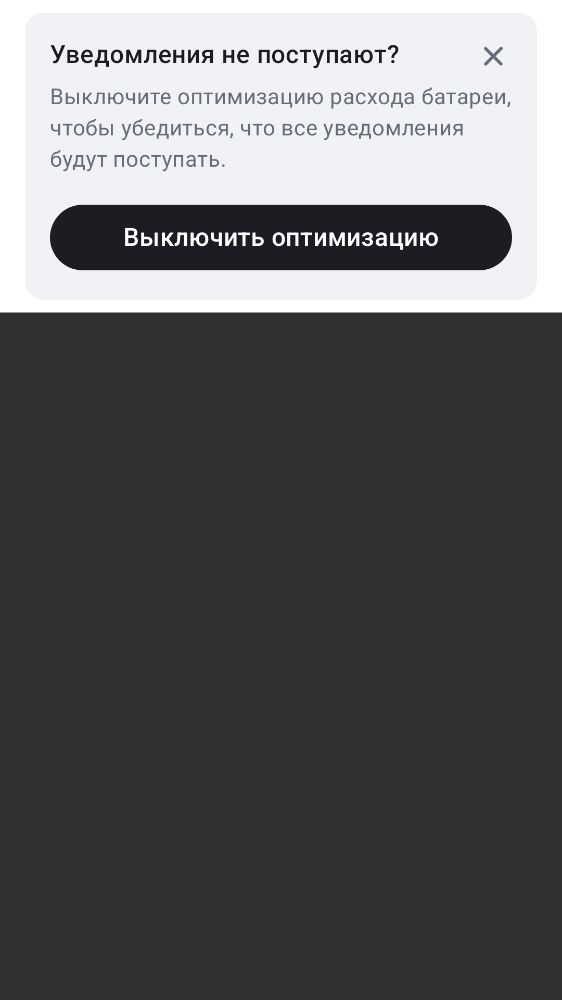 Уведомления не поступают?
Выключите оптимизацию расхода батареи,
чтобы убедиться, что все уведомления
будут поступать.
Выключить оптимизацию